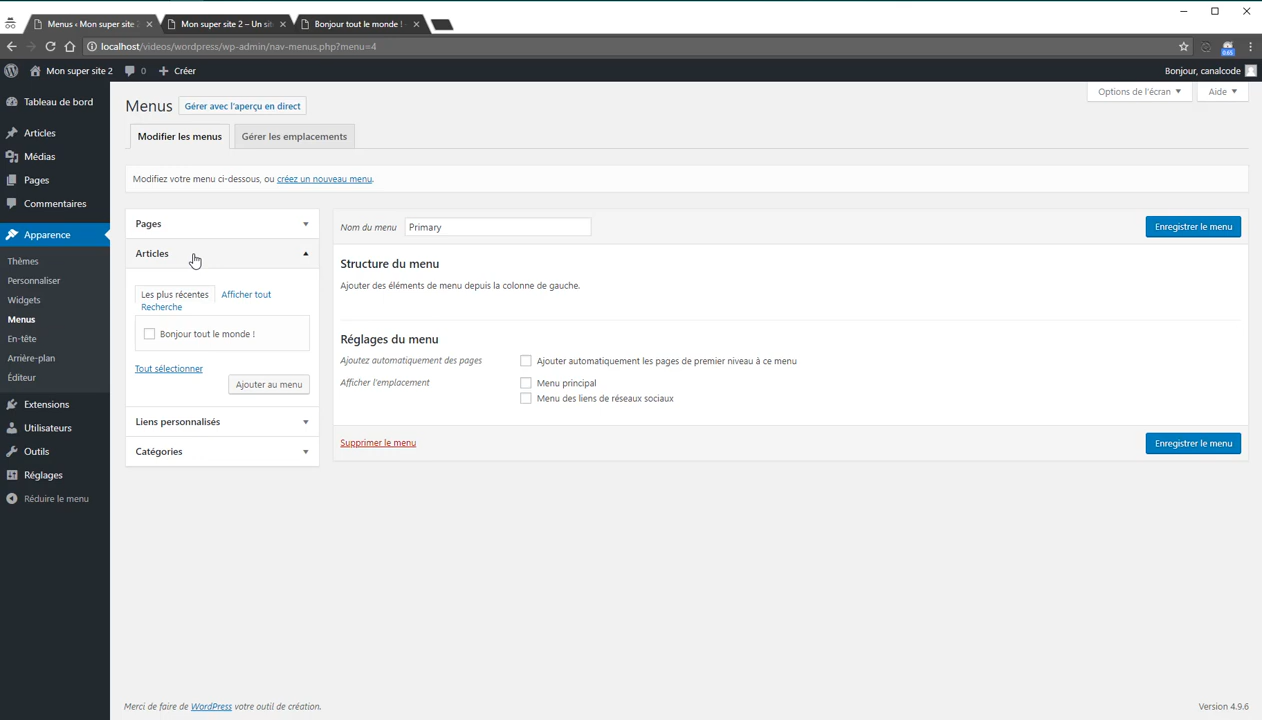 Menus ‹ Mon super site 2
Mon super site 2 – Un sit
Bonjour tout le monde !
localhost/videos/wordpress/wp-admin/nav-menus.php?menu=4
0.65
Mon super site 2
0
Créer
Bonjour, canalcode
Tableau de bord
Articles
Médias
Pages
Commentaires
Apparence
Thèmes
Personnaliser
Widgets
Menus
En-tête
Arrière-plan
Éditeur
Extensions
Utilisateurs
Outils
Réglages
Réduire le menu
Options de l'écran
Aide
Menus
Gérer avec l'aperçu en direct
Modifier les menus
Gérer les emplacements
Modifiez votre menu ci-dessous, ou créez un nouveau menu.
Pages
Articles
Les plus récentes
Afficher tout
Recherche
Bonjour tout le monde !
Tout sélectionner
Ajouter au menu
Liens personnalisés
Catégories
Nom du menu
Primary
Enregistrer le menu
Structure du menu
Ajouter des éléments de menu depuis la colonne de gauche.
Réglages du menu
Ajoutez automatiquement des pages
Ajouter automatiquement les pages de premier niveau à ce menu
Afficher l'emplacement
Menu principal
Menu des liens de réseaux sociaux
Supprimer le menu
Enregistrer le menu
Merci de faire de WordPress votre outil de création.
Version 4.9.6